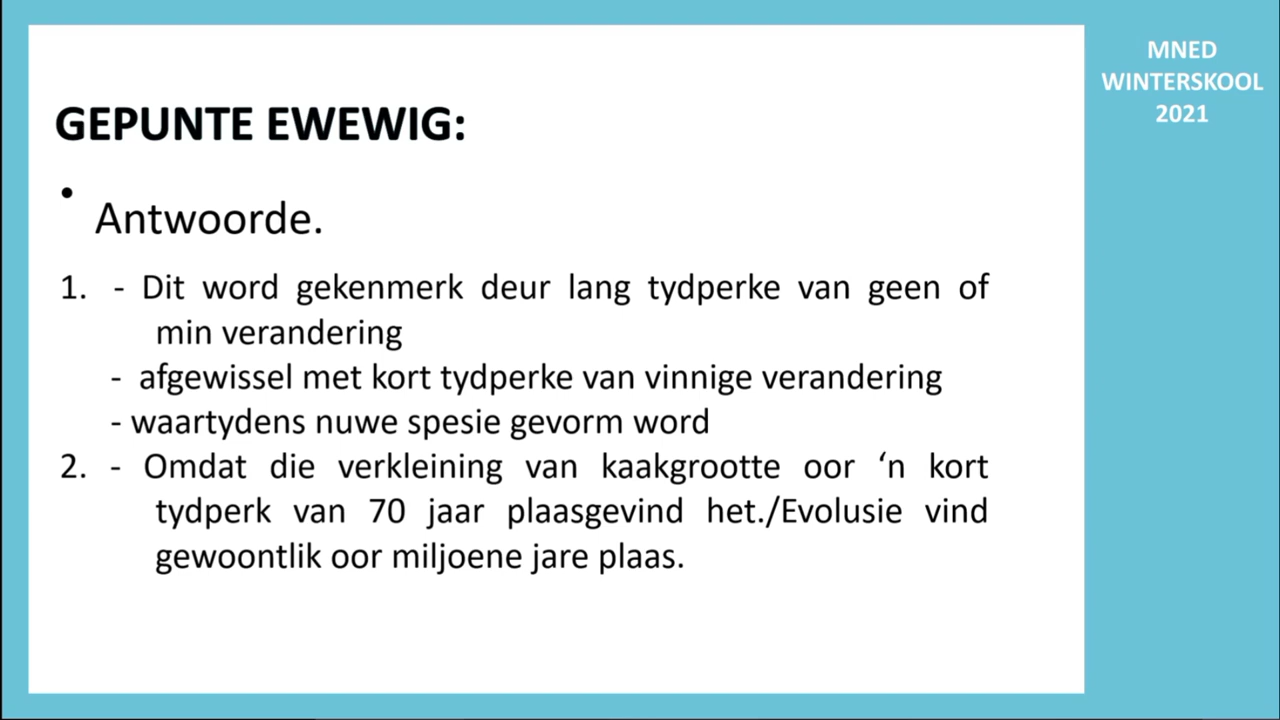 GEPUNTE EWEWIG:
• Antwoorde.
1. - Dit word gekenmerk deur lang tydperke van geen of
min verandering
- afgewissel met kort tydperke van vinnige verandering
- waartydens nuwe spesie gevorm word
2. - Omdat die verkleining van kaakgrootte oor ‘n kort
tydperk van 70 jaar plaasgevind het./Evolusie vind
gewoontlik oor miljoene jare plaas.
MNED
WINTERSKOOL
2021